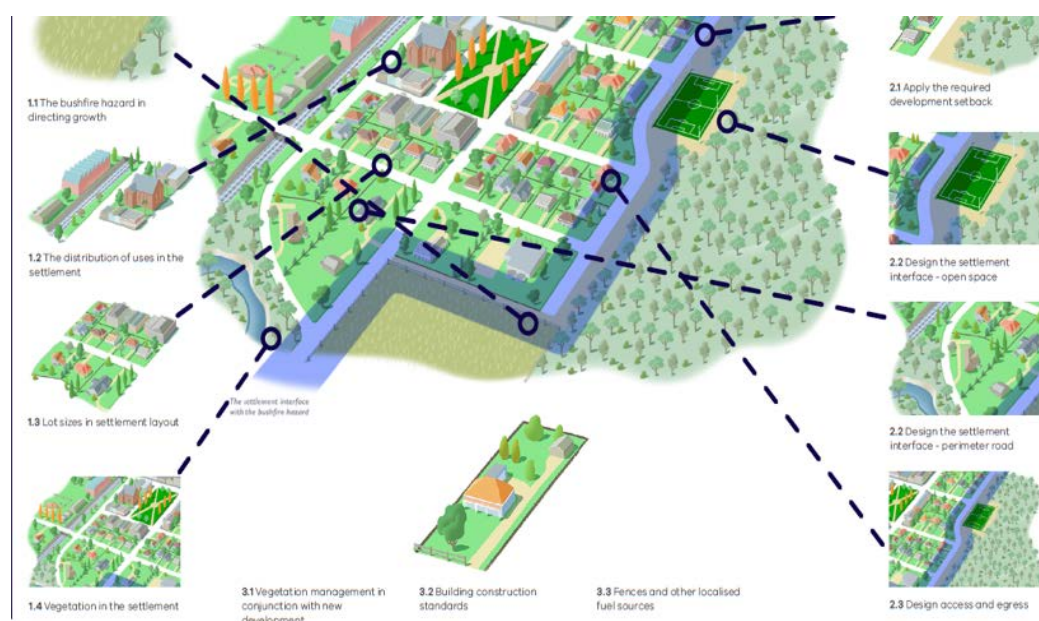 1.1 The bushfire hazard in
directing growth
1.2 The distribution of uses in the
settlement
1.3 Lot sizes in settlement layout
1.4 Vegetation in the settlement
The settlement interface
with the bushfire hazard
3.1 Vegetation management in
conjunction with new
development
3.2 Building construction
standards
3.3 Fences and other localised
fuel sources
2.1 Apply the required
development setback
2.2 Design the settlement
interface - open space
2.2 Design the settlement
interface - perimeter road
2.3 Design access and egress